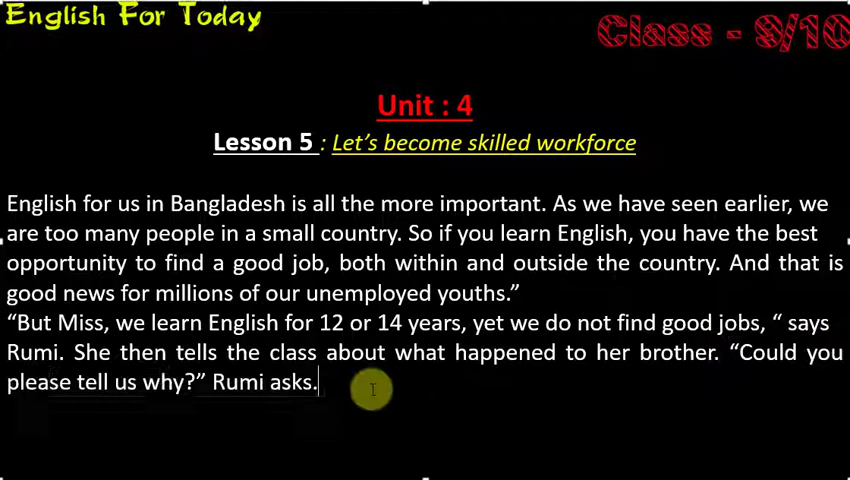 English For Today
Class - 9/10
Unit : 4
Lesson 5 : Let’s become skilled workforce
English for us in Bangladesh is all the more important. As we have seen earlier, we
are too many people in a small country. So if you learn English, you have the best
opportunity to find a good job, both within and outside the country. And that is
good news for millions of our unemployed youths.”
“But Miss, we learn English for 12 or 14 years, yet we do not find good jobs, “ says
Rumi. She then tells the class about what happened to her brother. “Could you
please tell us why?” Rumi asks.